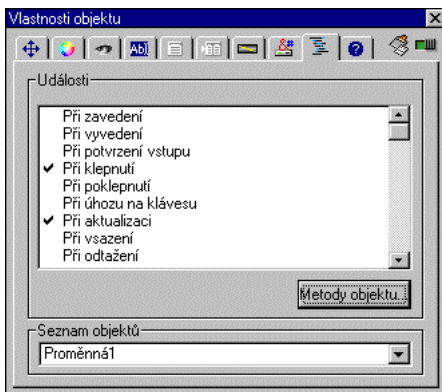 Vlastnosti objektu
Ab
&#
?
Události
Při zavedení
Při vyvedení
Při potvrzení vstupu
Při klepnutí
Při poklepnutí
Při úhozu na klávesu
Při aktualizaci
Při vsazení
Při odtažení
Metody objektu...
Seznam objektů
Proměnná1